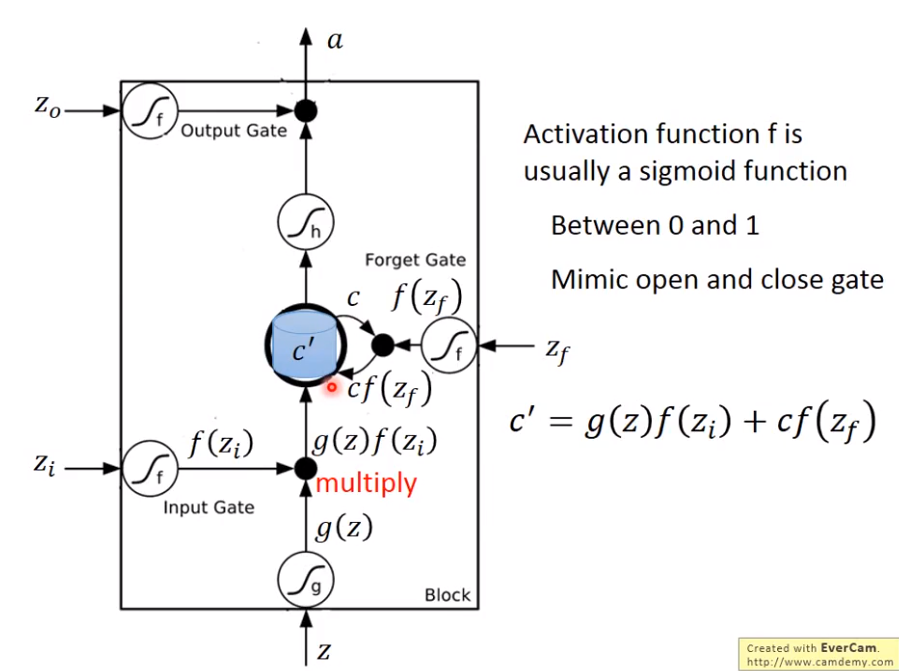 a
z_o
f
Output Gate
h
Forget Gate
c
f(z_f)
c′
f
z_f
cf(z_f)
f(z_i)
g(z)f(z_i)
z_i
f
multiply
Input Gate
g(z)
g
Block
z
Activation function f is
usually a sigmoid function
Between 0 and 1
Mimic open and close gate
c′ = g(z)f(z_i) + cf(z_f)
Created with EverCam.
http://www.camdemy.com